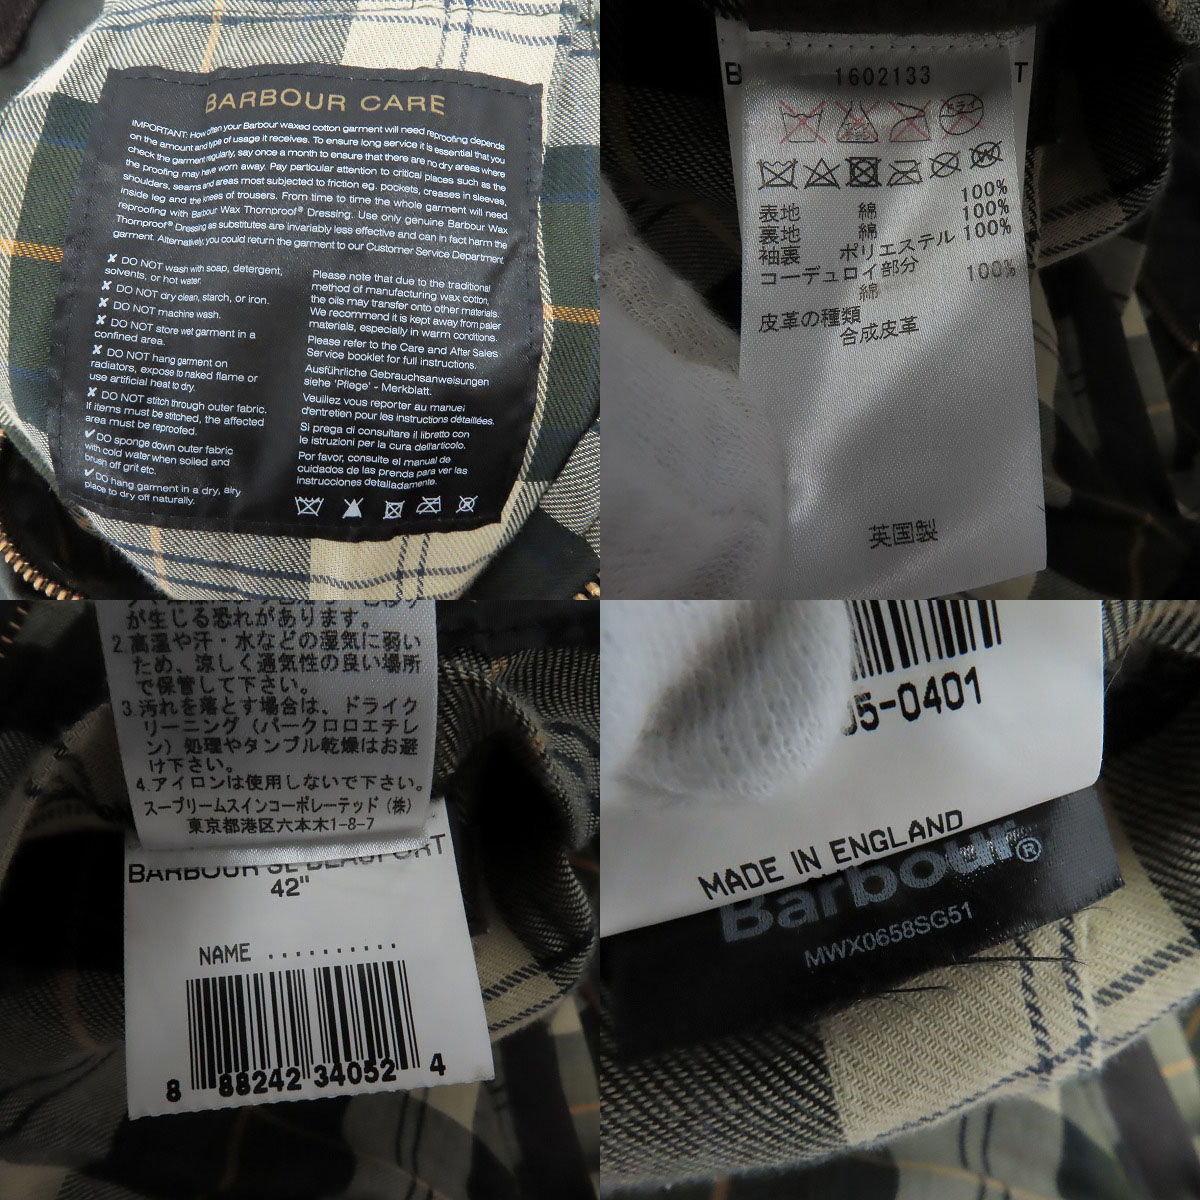 BARBOUR CARE
IMPORTANT: How often your Barbour waxed cotton garment will need reproofing depends
on the amount and type of usage it receives. To ensure long service it is essential that you
check the garment regularly, say once a month to ensure that there are no dry areas where
the proofing may have worn away. Pay particular attention to critical places such as the
shoulders, seams and areas most subjected to friction eg. pockets, creases in sleeves,
inside leg and the knees of trousers. From time to time the whole garment will need
reproofing with Barbour Wax Thornproof® Dressing. Use only genuine Barbour Wax
Thornproof® Dressing as substitutes are invariably less effective and can in fact harm the
garment. Alternatively, you could return the garment to our Customer Service Department
✘ DO NOT wash with soap, detergent,
solvents, or hot water.
✘ DO NOT dry clean, starch, or iron.
✘ DO NOT machine wash.
✘ DO NOT store wet garment in a
confined area.
✘ DO NOT hang garment on
radiators, expose to naked flame or
use artificial heat to dry.
✘ DO NOT stitch through outer fabric.
If items must be stitched, the affected
area must be reproofed.
✔ DO sponge down outer fabric
with cold water when soiled and
brush off grit etc.
✔ DO hang garment in a dry, airy
place to dry off naturally.
Please note that due to the traditional
method of manufacturing wax cotton,
the oils may transfer onto other materials.
We recommend it is kept away from paler
materials, especially in warm conditions.
Please refer to the Care and After Sales
Service booklet for full instructions.
Ausführliche Gebrauchsanweisungen
siehe 'Pflege' - Merkblatt.
Veuillez vous reporter au manuel
d'entretien pour les instructions détaillées.
Si prega di consultare il libretto con
le istruzioni per la cura dell'articolo.
Por favor, consulte el manual de
cuidados de las prenda para ver las
instrucciones detalladamente.
B 1602133 T
ドライ
表地 綿 100%
裏地 綿 100%
袖裏 ポリエステル 100%
コーデュロイ部分
綿 100%
皮革の種類
合成皮革
英国製
が生じる恐れがあります。
2.高温や汗・水などの湿気に弱い
ため、涼しく通気性の良い場所
で保管して下さい。
3.汚れを落とす場合は、ドライク
リーニング(パークロロエチレ
ン)処理やタンブル乾燥はお避
け下さい。
4.アイロンは使用しないで下さい。
スープリームスインコーポレーテッド(株)
東京都港区六本木1-8-7
BARBOUR SL BEAUFORT
42"
NAME ..........
8 88242 34052 4
05-0401
MADE IN ENGLAND
Barbour®
MWX0658SG51